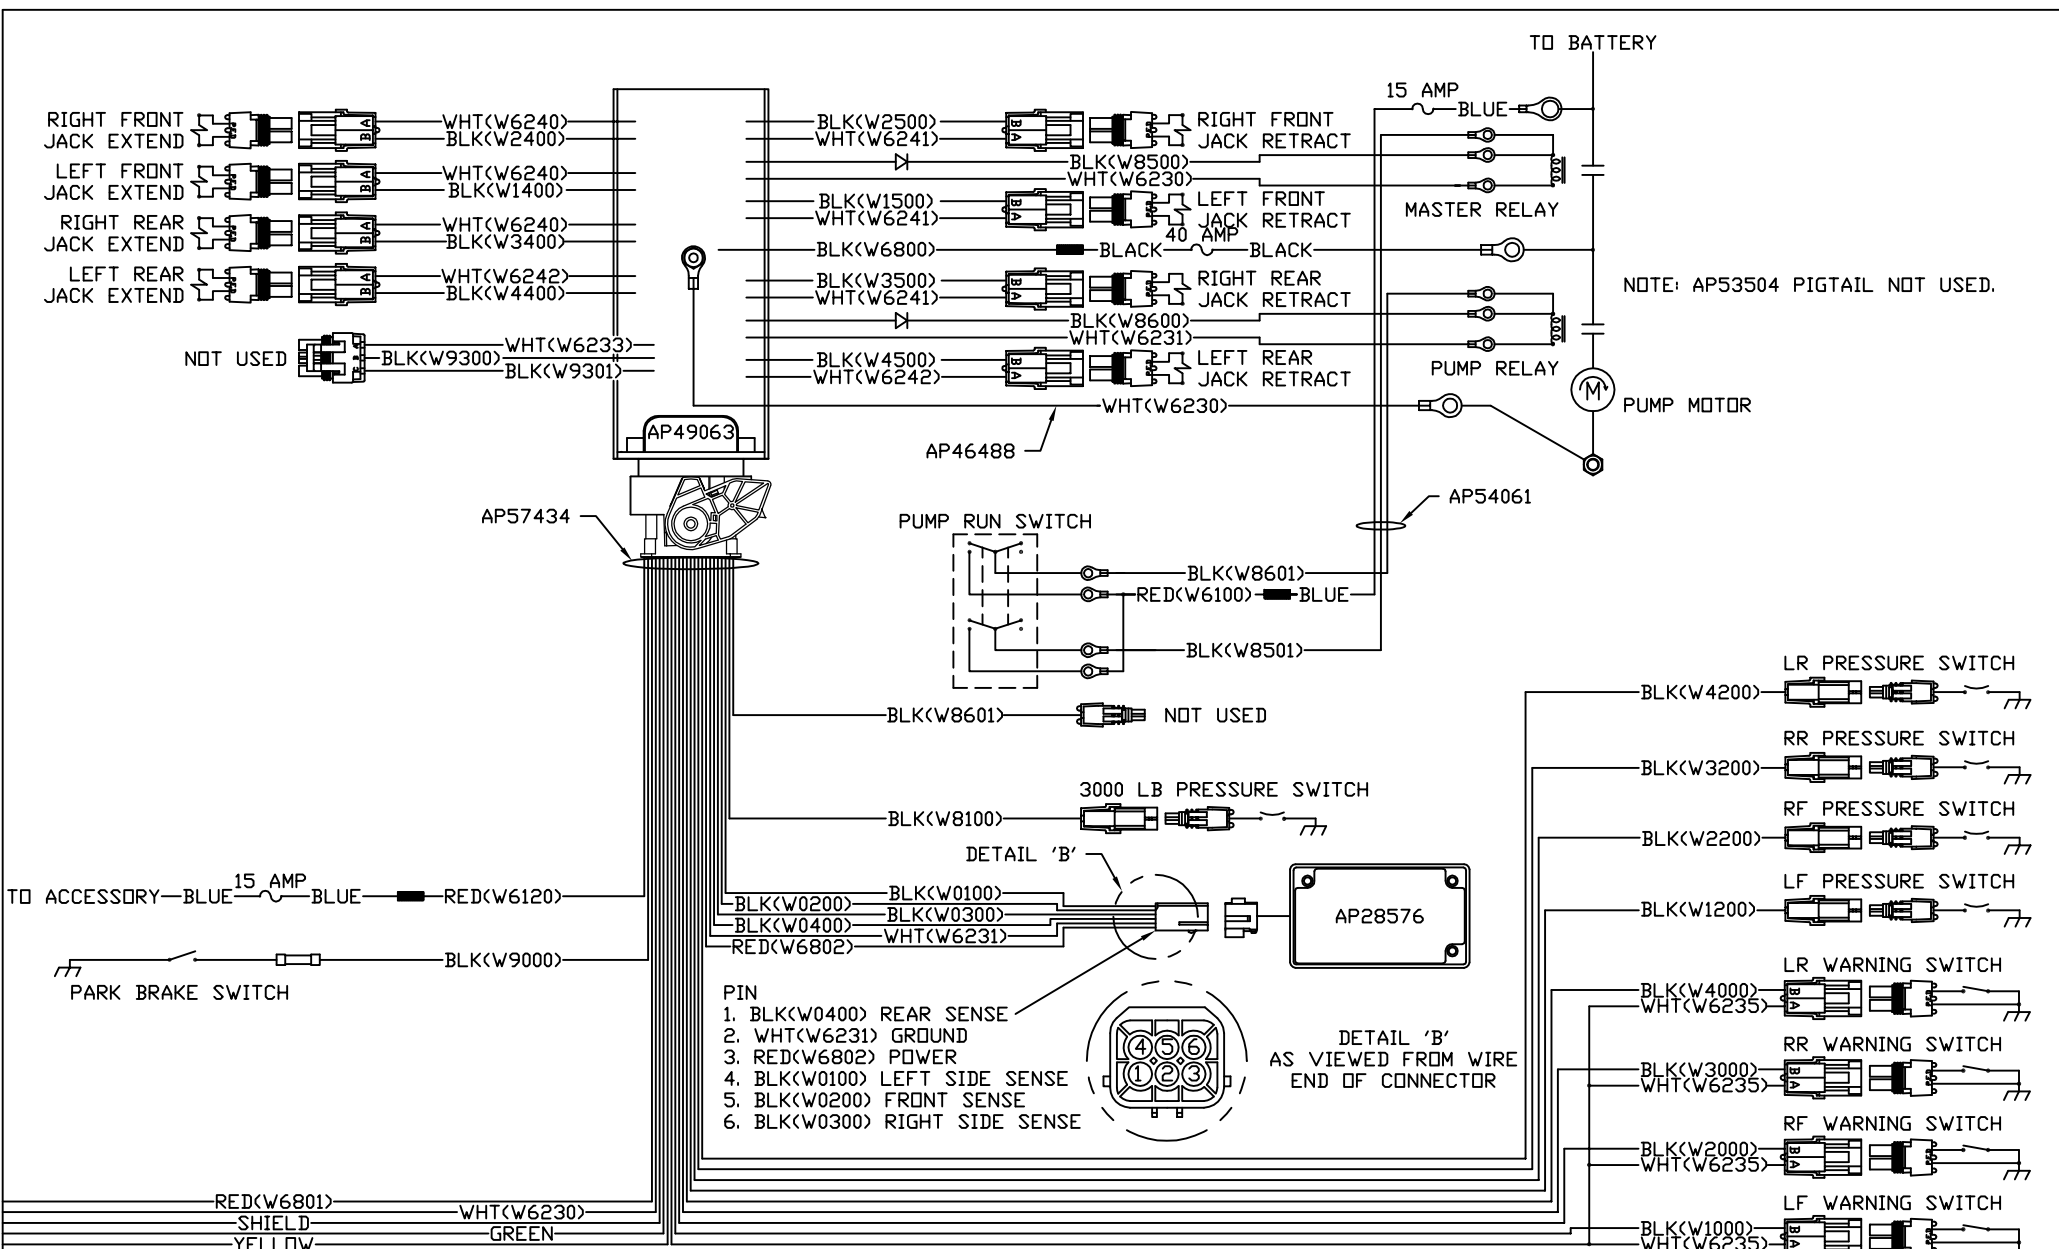 TO BATTERY
15 AMP
BLUE
RIGHT FRONT
JACK EXTEND
WHT(W6240)
BLK(W2400)
A
B
LEFT FRONT
JACK EXTEND
WHT(W6240)
BLK(W1400)
A
B
RIGHT REAR
JACK EXTEND
WHT(W6240)
BLK(W3400)
A
B
LEFT REAR
JACK EXTEND
WHT(W6242)
BLK(W4400)
A
B
NOT USED
WHT(W6233)
BLK(W9300)
BLK(W9301)
BLK(W2500)
WHT(W6241)
B
A
RIGHT FRONT
JACK RETRACT
BLK(W8500)
WHT(W6230)
MASTER RELAY
BLK(W1500)
WHT(W6241)
B
A
LEFT FRONT
JACK RETRACT
40 AMP
BLK(W6800)
BLACK
BLACK
BLK(W3500)
WHT(W6241)
B
A
RIGHT REAR
JACK RETRACT
NOTE: AP53504 PIGTAIL NOT USED.
BLK(W8600)
WHT(W6231)
PUMP RELAY
BLK(W4500)
WHT(W6242)
B
A
LEFT REAR
JACK RETRACT
WHT(W6230)
M
PUMP MOTOR
AP49063
AP46488
AP57434
AP54061
PUMP RUN SWITCH
BLK(W8601)
RED(W6100)
BLUE
BLK(W8501)
BLK(W8601)
NOT USED
3000 LB PRESSURE SWITCH
BLK(W8100)
DETAIL 'B'
TO ACCESSORY
BLUE
15 AMP
BLUE
RED(W6120)
BLK(W9000)
PARK BRAKE SWITCH
BLK(W0100)
BLK(W0200)
BLK(W0300)
BLK(W0400)
WHT(W6231)
RED(W6802)
AP28576
PIN
1. BLK(W0400) REAR SENSE
2. WHT(W6231) GROUND
3. RED(W6802) POWER
4. BLK(W0100) LEFT SIDE SENSE
5. BLK(W0200) FRONT SENSE
6. BLK(W0300) RIGHT SIDE SENSE
4 5 6
1 2 3
DETAIL 'B'
AS VIEWED FROM WIRE
END OF CONNECTOR
LR PRESSURE SWITCH
BLK(W4200)
RR PRESSURE SWITCH
BLK(W3200)
RF PRESSURE SWITCH
BLK(W2200)
LF PRESSURE SWITCH
BLK(W1200)
LR WARNING SWITCH
BLK(W4000)
WHT(W6235)
B
A
RR WARNING SWITCH
BLK(W3000)
WHT(W6235)
B
A
RF WARNING SWITCH
BLK(W2000)
WHT(W6235)
B
A
LF WARNING SWITCH
BLK(W1000)
WHT(W6235)
B
A
RED(W6801)
WHT(W6230)
SHIELD
GREEN
YELLOW